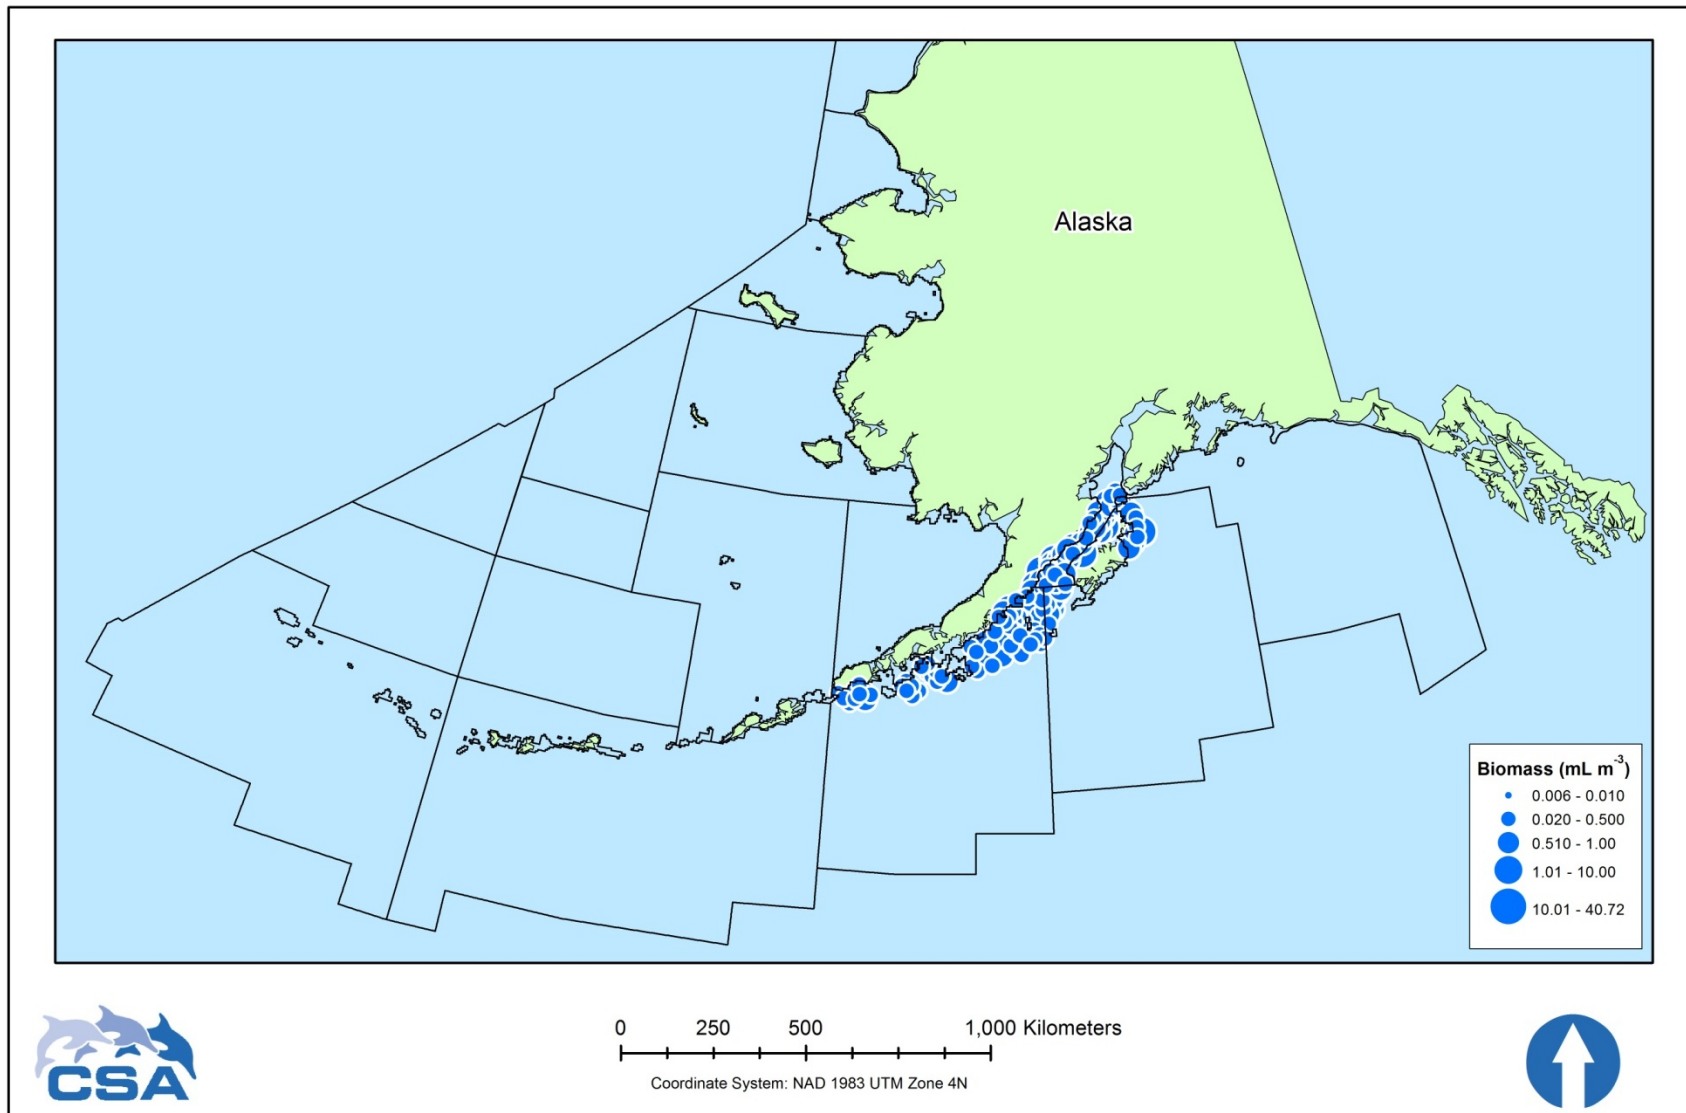 Alaska
Biomass (mL m⁻³)
0.006 - 0.010
0.020 - 0.500
0.510 - 1.00
1.01 - 10.00
10.01 - 40.72
0 250 500 1,000 Kilometers
Coordinate System: NAD 1983 UTM Zone 4N
CSA